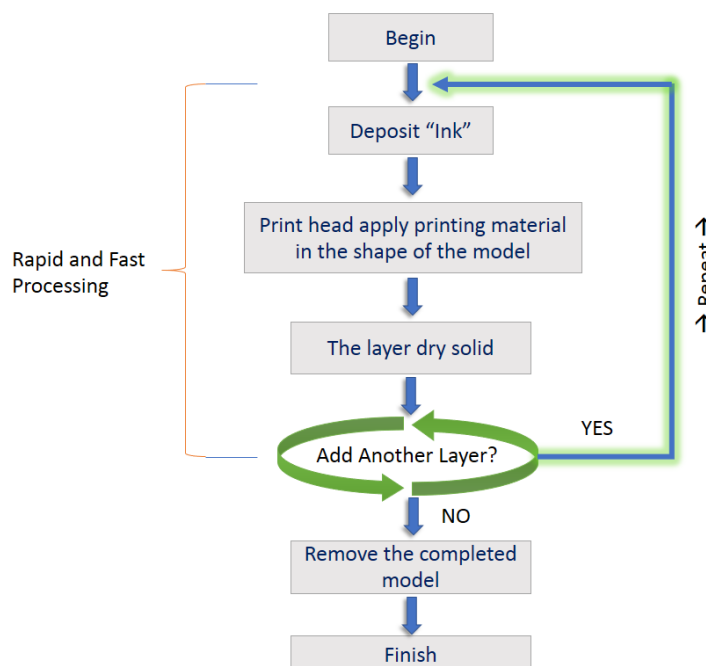 Begin
Deposit “Ink”
Print head apply printing material
in the shape of the model
Rapid and Fast
Processing
↑ Repeat ↑
The layer dry solid
Add Another Layer?
YES
NO
Remove the completed
model
Finish